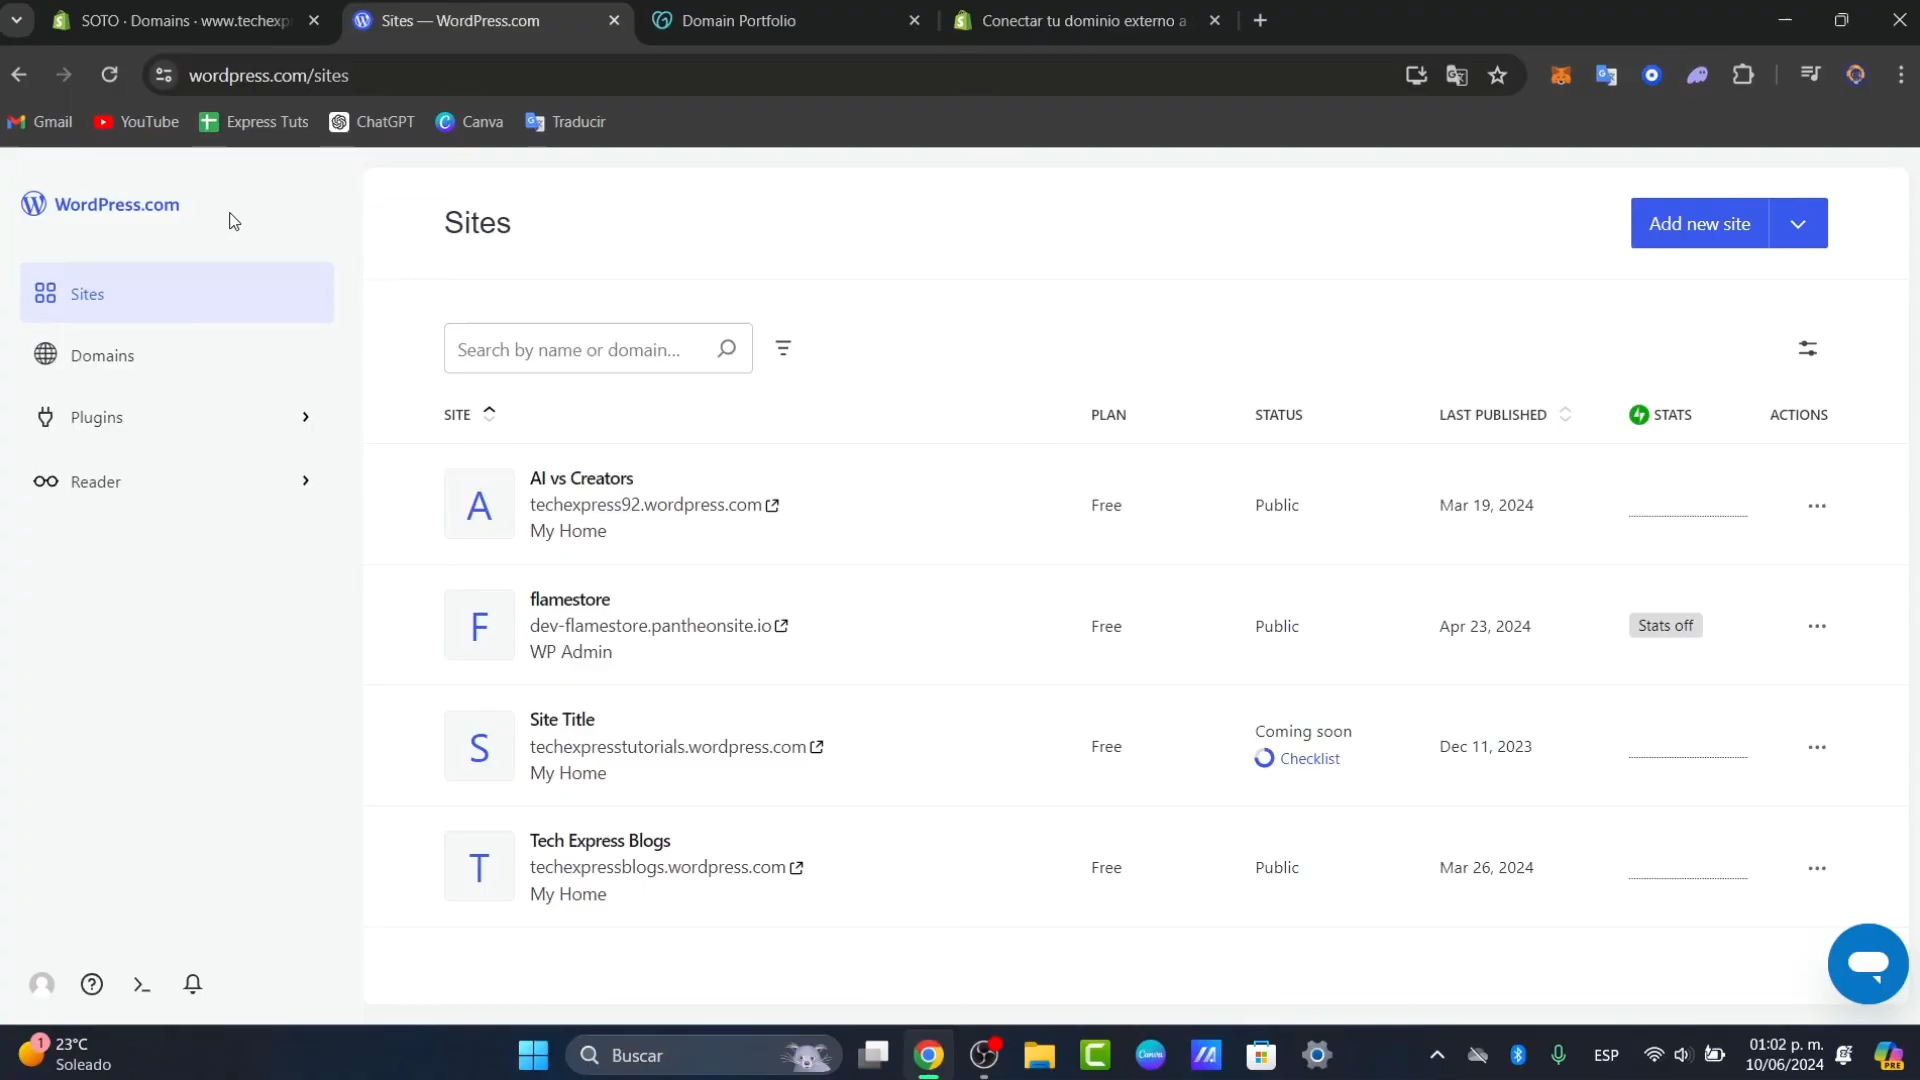 SOTO · Domains · www.techexpr
Sites — WordPress.com
Domain Portfolio
Conectar tu dominio externo a
wordpress.com/sites
Gmail
YouTube
Express Tuts
ChatGPT
Canva
Traducir
WordPress.com
Sites
Domains
Plugins
Reader
Sites
Add new site
Search by name or domain...
SITE
PLAN
STATUS
LAST PUBLISHED
STATS
ACTIONS
A
AI vs Creators
techexpress92.wordpress.com
My Home
Free
Public
Mar 19, 2024
F
flamestore
dev-flamestore.pantheonsite.io
WP Admin
Free
Public
Apr 23, 2024
Stats off
S
Site Title
techexpresstutorials.wordpress.com
My Home
Free
Coming soon
Checklist
Dec 11, 2023
T
Tech Express Blogs
techexpressblogs.wordpress.com
My Home
Free
Public
Mar 26, 2024
1
23°C
Soleado
Buscar
Canva
ESP
01:02 p. m.
10/06/2024
PRE